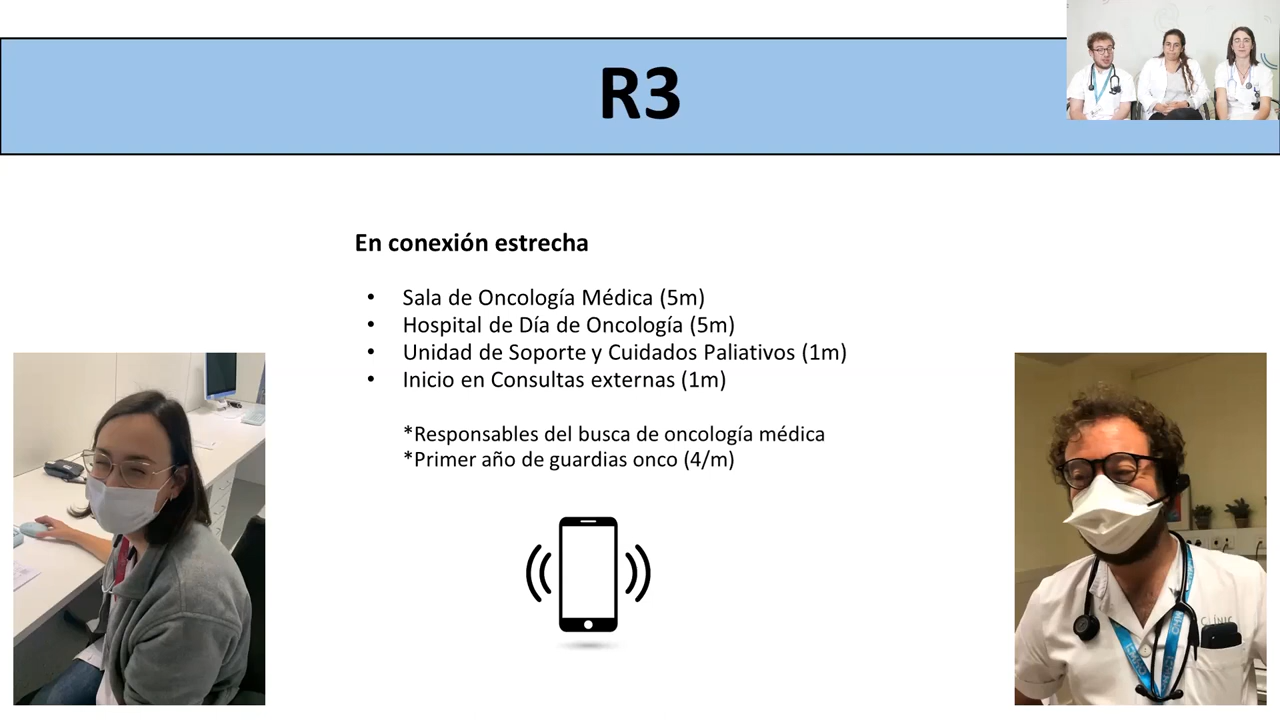 R3
En conexión estrecha
• Sala de Oncología Médica (5m)
• Hospital de Día de Oncología (5m)
• Unidad de Soporte y Cuidados Paliativos (1m)
• Inicio en Consultas externas (1m)
*Responsables del busca de oncología médica
*Primer año de guardias onco (4/m)
CLÍNIC